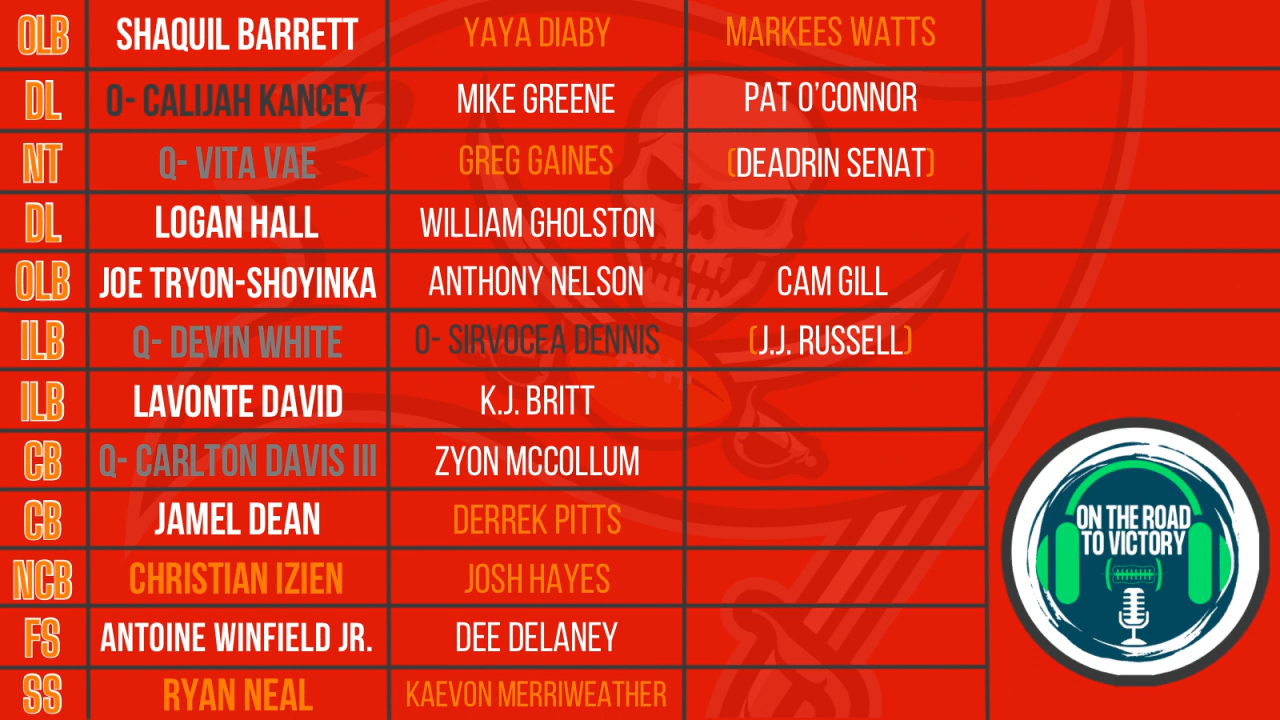 OLB SHAQUIL BARRETT YAYA DIABY MARKEES WATTS
DL O- CALIJAH KANCEY MIKE GREENE PAT O'CONNOR
NT Q- VITA VAE GREG GAINES (DEADRIN SENAT)
DL LOGAN HALL WILLIAM GHOLSTON
OLB JOE TRYON-SHOYINKA ANTHONY NELSON CAM GILL
ILB Q- DEVIN WHITE O- SIRVOCEA DENNIS (J.J. RUSSELL)
ILB LAVONTE DAVID K.J. BRITT
CB Q- CARLTON DAVIS III ZYON MCCOLLUM
CB JAMEL DEAN DERREK PITTS
NCB CHRISTIAN IZIEN JOSH HAYES
FS ANTOINE WINFIELD JR. DEE DELANEY
SS RYAN NEAL KAEVON MERRIWEATHER
ON THE ROAD
TO VICTORY